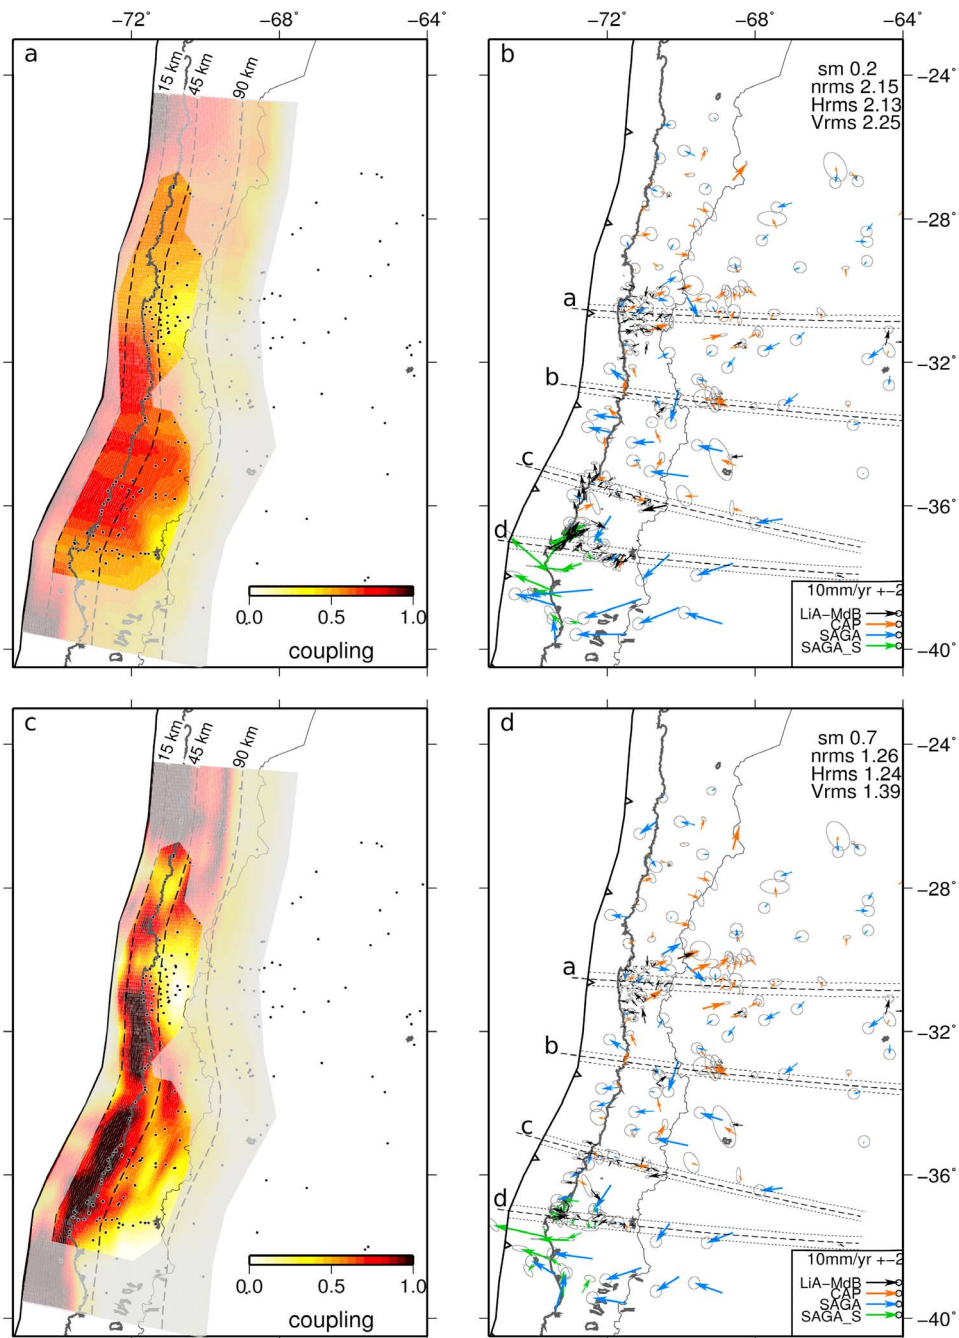 −72° −68° −64° −72° −68° −64°
a
15 km
45 km
90 km
0.0 0.5 1.0
coupling
b
sm 0.2
nrms 2.15
Hrms 2.13
Vrms 2.25
−24°
−28°
a
−32°
b
c
−36°
d
10mm/yr +−2
LiA−MdB
CAP
SAGA
SAGA_S
−40°
c
15 km
45 km
90 km
0.0 0.5 1.0
coupling
d
sm 0.7
nrms 1.26
Hrms 1.24
Vrms 1.39
−24°
−28°
a
−32°
b
c
−36°
d
10mm/yr +−2
LiA−MdB
CAP
SAGA
SAGA_S
−40°